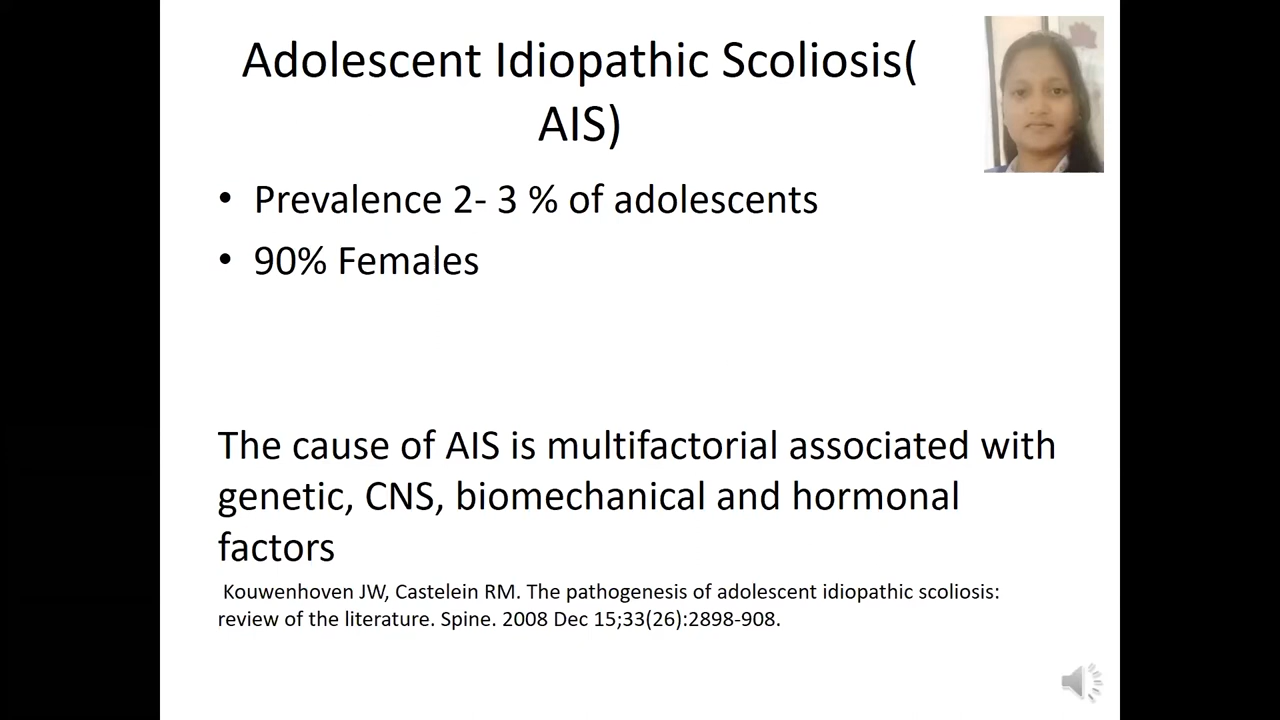 Adolescent Idiopathic Scoliosis(
AIS)
• Prevalence 2- 3 % of adolescents
• 90% Females
The cause of AIS is multifactorial associated with
genetic, CNS, biomechanical and hormonal
factors
Kouwenhoven JW, Castelein RM. The pathogenesis of adolescent idiopathic scoliosis:
review of the literature. Spine. 2008 Dec 15;33(26):2898-908.